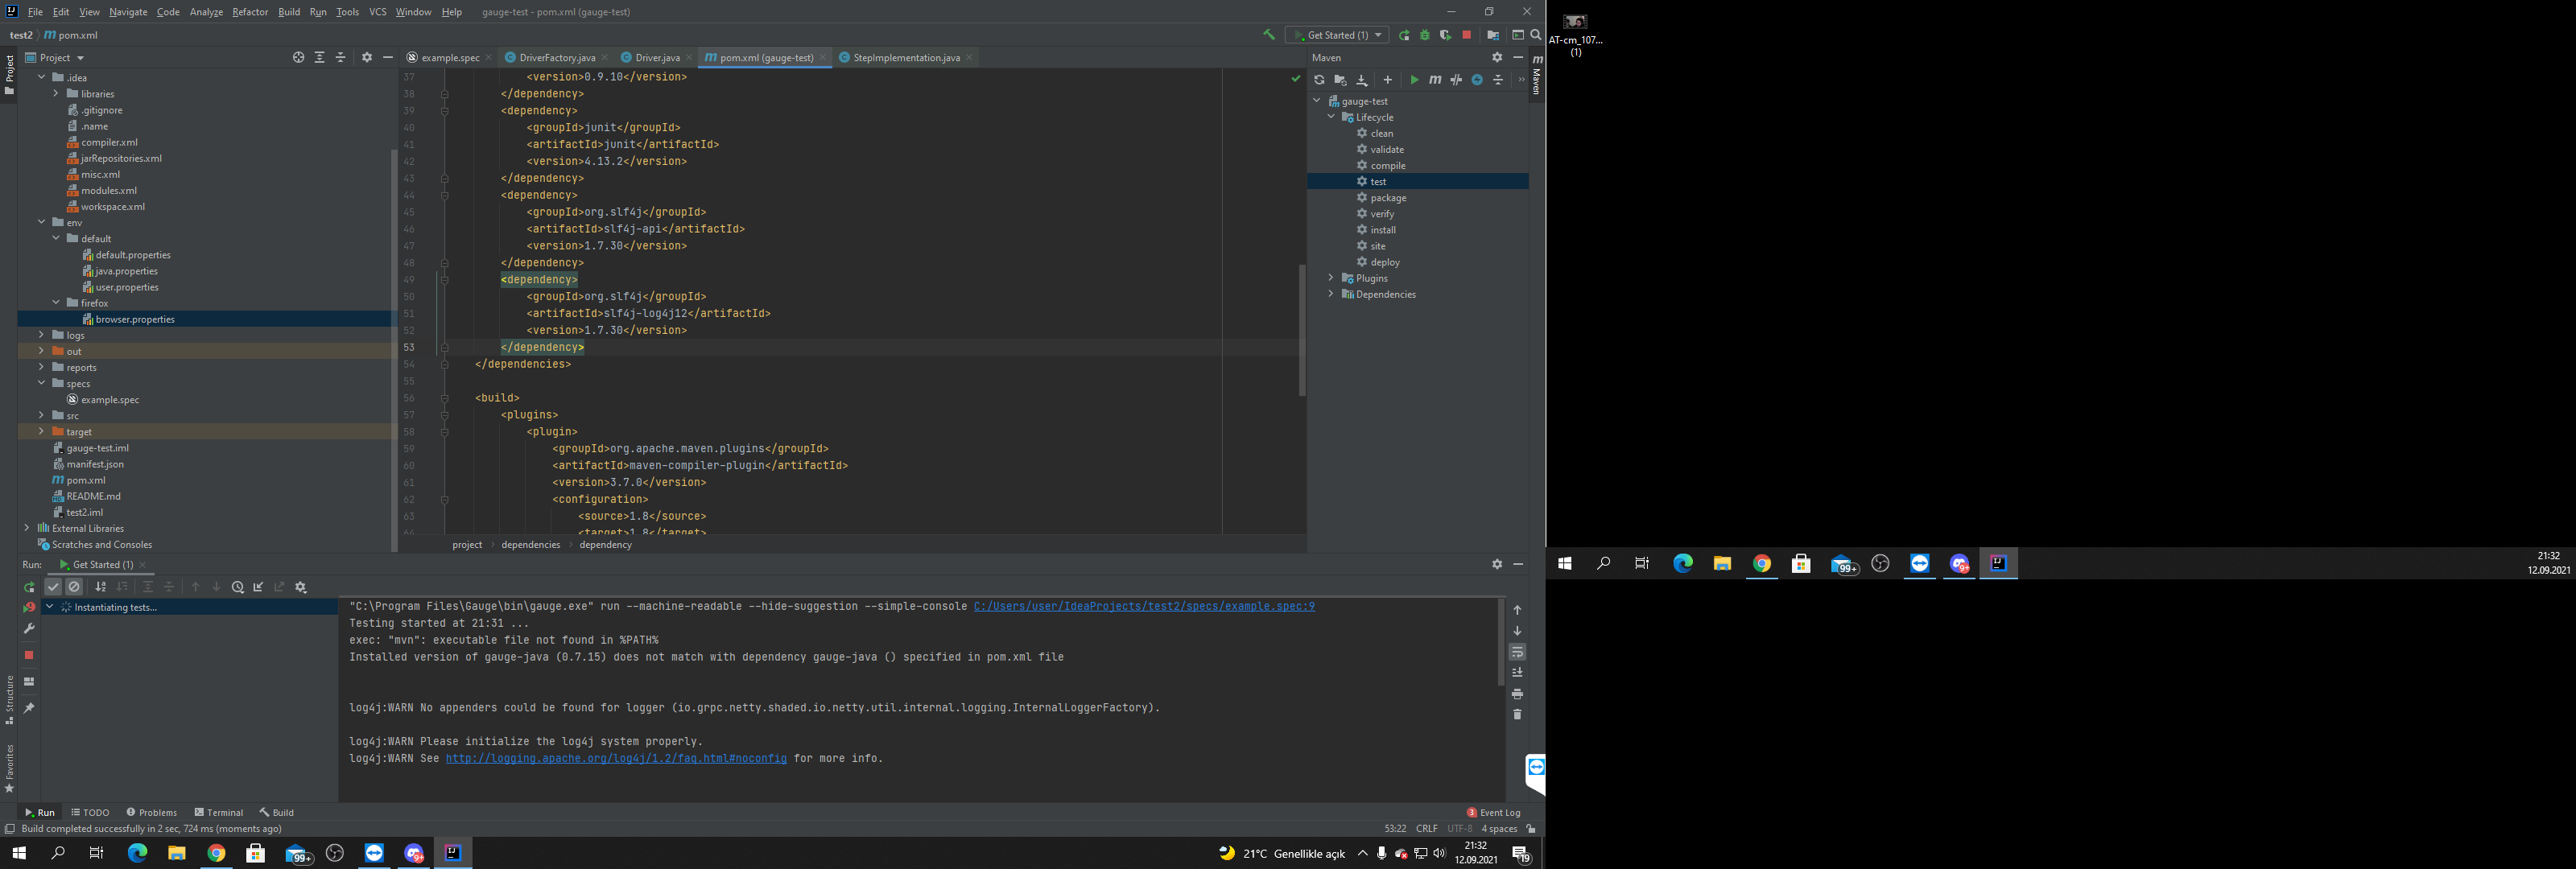 File Edit View Navigate Code Analyze Refactor Build Run Tools VCS Window Help gauge-test - pom.xml (gauge-test)
test2 pom.xml
Get Started (1)
Project
Project
example.spec DriverFactory.java Driver.java pom.xml (gauge-test) StepImplementation.java
.idea
libraries
.gitignore
.name
compiler.xml
jarRepositories.xml
misc.xml
modules.xml
workspace.xml
env
default
default.properties
java.properties
user.properties
firefox
browser.properties
logs
out
reports
specs
example.spec
src
target
gauge-test.iml
manifest.json
pom.xml
README.md
test2.iml
External Libraries
Scratches and Consoles
37 <version>0.9.10</version>
38 </dependency>
39 <dependency>
40 <groupId>junit</groupId>
41 <artifactId>junit</artifactId>
42 <version>4.13.2</version>
43 </dependency>
44 <dependency>
45 <groupId>org.slf4j</groupId>
46 <artifactId>slf4j-api</artifactId>
47 <version>1.7.30</version>
48 </dependency>
49 <dependency>
50 <groupId>org.slf4j</groupId>
51 <artifactId>slf4j-log4j12</artifactId>
52 <version>1.7.30</version>
53 </dependency>
54 </dependencies>
55
56 <build>
57 <plugins>
58 <plugin>
59 <groupId>org.apache.maven.plugins</groupId>
60 <artifactId>maven-compiler-plugin</artifactId>
61 <version>3.7.0</version>
62 <configuration>
63 <source>1.8</source>
64 <target>1.8</target>
project dependencies dependency
Maven
Maven
gauge-test
Lifecycle
clean
validate
compile
test
package
verify
install
site
deploy
Plugins
Dependencies
Run: Get Started (1)
Instantiating tests...
"C:\Program Files\Gauge\bin\gauge.exe" run --machine-readable --hide-suggestion --simple-console C:/Users/user/IdeaProjects/test2/specs/example.spec:9
Testing started at 21:31 ...
exec: "mvn": executable file not found in %PATH%
Installed version of gauge-java (0.7.15) does not match with dependency gauge-java () specified in pom.xml file
log4j:WARN No appenders could be found for logger (io.grpc.netty.shaded.io.netty.util.internal.logging.InternalLoggerFactory).
log4j:WARN Please initialize the log4j system properly.
log4j:WARN See http://logging.apache.org/log4j/1.2/faq.html#noconfig for more info.
Structure
Favorites
Run TODO Problems Terminal Build
3 Event Log
Build completed successfully in 2 sec, 724 ms (moments ago)
53:22 CRLF UTF-8 4 spaces
99+ 9+
21°C Genellikle açık
21:32
12.09.2021
19
AT-cm_107...
(1)
99+ 9+
21:32
12.09.2021